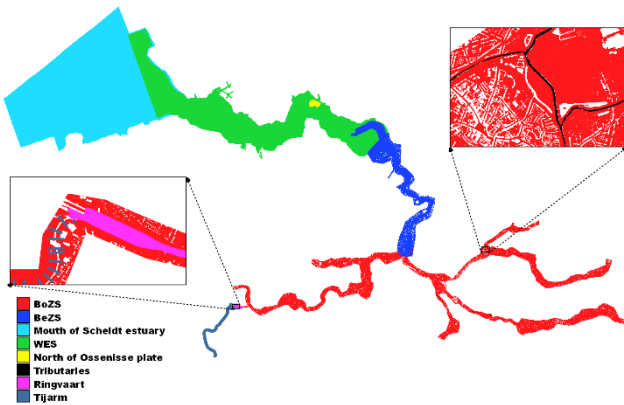 BoZS
BeZS
Mouth of Scheldt estuary
WES
North of Ossenisse plate
Tributaries
Ringvaart
Tijarm